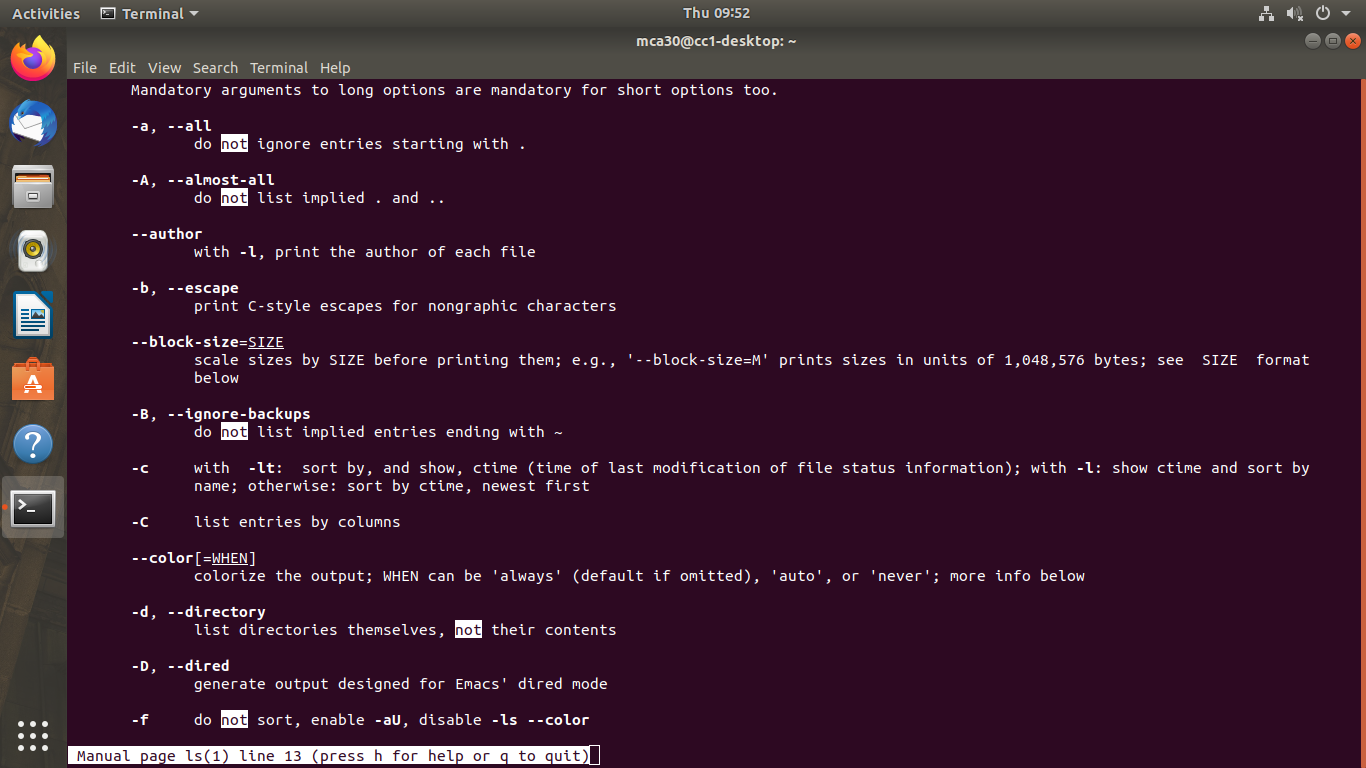 Activities Terminal Thu 09:52
mca30@cc1-desktop: ~
File Edit View Search Terminal Help
Mandatory arguments to long options are mandatory for short options too.
-a, --all
do not ignore entries starting with .
-A, --almost-all
do not list implied . and ..
--author
with -l, print the author of each file
-b, --escape
print C-style escapes for nongraphic characters
--block-size=SIZE
scale sizes by SIZE before printing them; e.g., '--block-size=M' prints sizes in units of 1,048,576 bytes; see  SIZE  format
below
-B, --ignore-backups
do not list implied entries ending with ~
-c     with  -lt:  sort by, and show, ctime (time of last modification of file status information); with -l: show ctime and sort by
name; otherwise: sort by ctime, newest first
-C     list entries by columns
--color[=WHEN]
colorize the output; WHEN can be 'always' (default if omitted), 'auto', or 'never'; more info below
-d, --directory
list directories themselves, not their contents
-D, --dired
generate output designed for Emacs' dired mode
-f     do not sort, enable -aU, disable -ls --color
Manual page ls(1) line 13 (press h for help or q to quit)